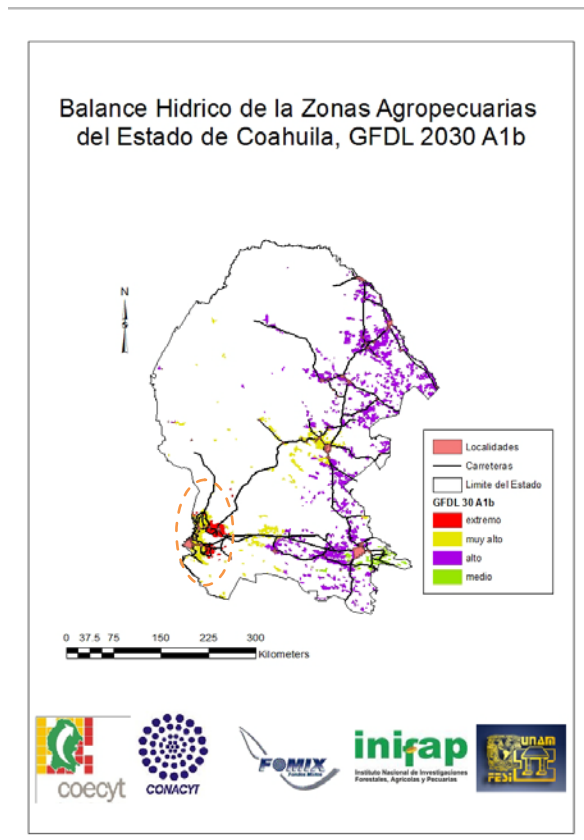 Balance Hidrico de la Zonas Agropecuarias
del Estado de Coahuila, GFDL 2030 A1b
N
Localidades
Carreteras
Limite del Estado
GFDL 30 A1b
extremo
muy alto
alto
medio
0 37.5 75 150 225 300
Kilometers
coecyt
CONACYT
FOMIX
Fondos Mixtos
inifap
Instituto Nacional de Investigaciones
Forestales, Agrícolas y Pecuarias
UNAM
FESI